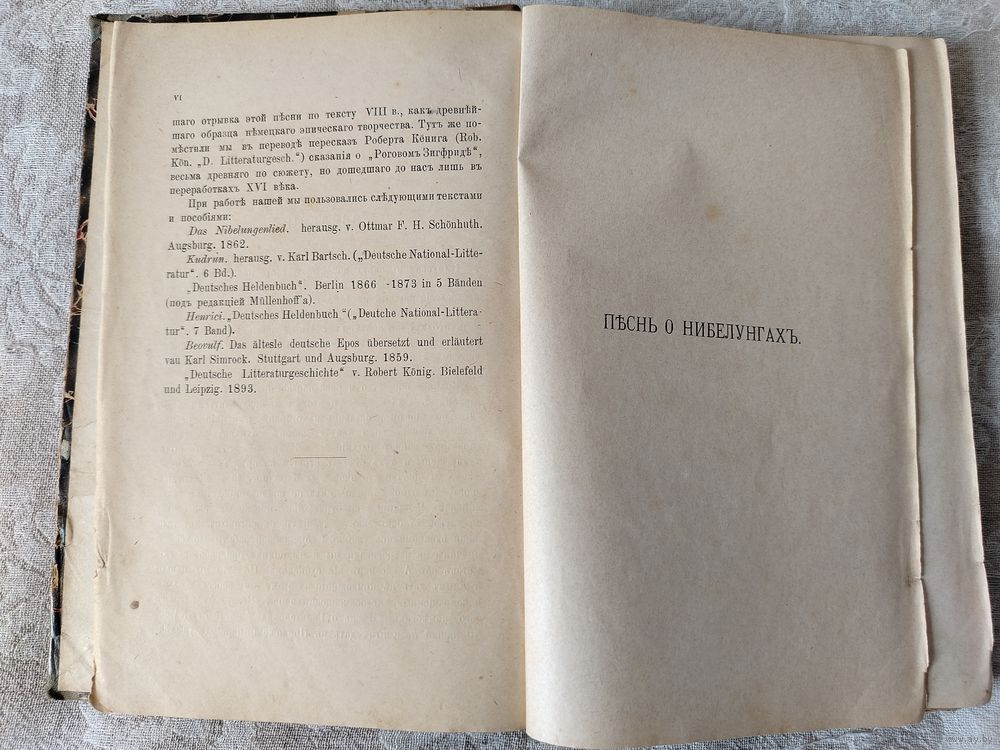 VI
шаго отрывка этой пѣсни по тексту VIII в., какъ древнѣй-
шаго образца нѣмецкаго эпическаго творчества. Тутъ же по-
мѣстили мы въ переводѣ пересказ Роберта Кёнига (Rob.
Kön. „D. Litteraturgesch.“) сказанія о „Роговомъ Зигфридѣ“,
весьма древняго по сюжету, но дошедшаго до насъ лишь въ
переработкахъ XVI вѣка.
При работѣ нашей мы пользовались слѣдующими текстами
и пособіями:
Das Nibelungenlied. herausg. v. Ottmar F. H. Schönhuth.
Augsburg. 1862.
Kudrun. herausg. v. Karl Bartsch. („Deutsche National-Litte-
ratur“. 6 Bd.).
„Deutsches Heldenbuch“. Berlin 1866 -1873 in 5 Bänden
(подъ редакціей Müllenhoff'a).
Henrici. „Deutsches Heldenbuch“ („Deutche National-Littera-
tur“. 7 Band).
Beovulf. Das ältesle deutsche Epos übersetzt und erläutert
vau Karl Simrock. Stuttgart und Augsburg. 1859.
„Deutsche Litteraturgeschichte“ v. Robert König. Bielefeld
und Leipzig. 1893.
ПѢСНЬ О НИБЕЛУНГАХЪ.